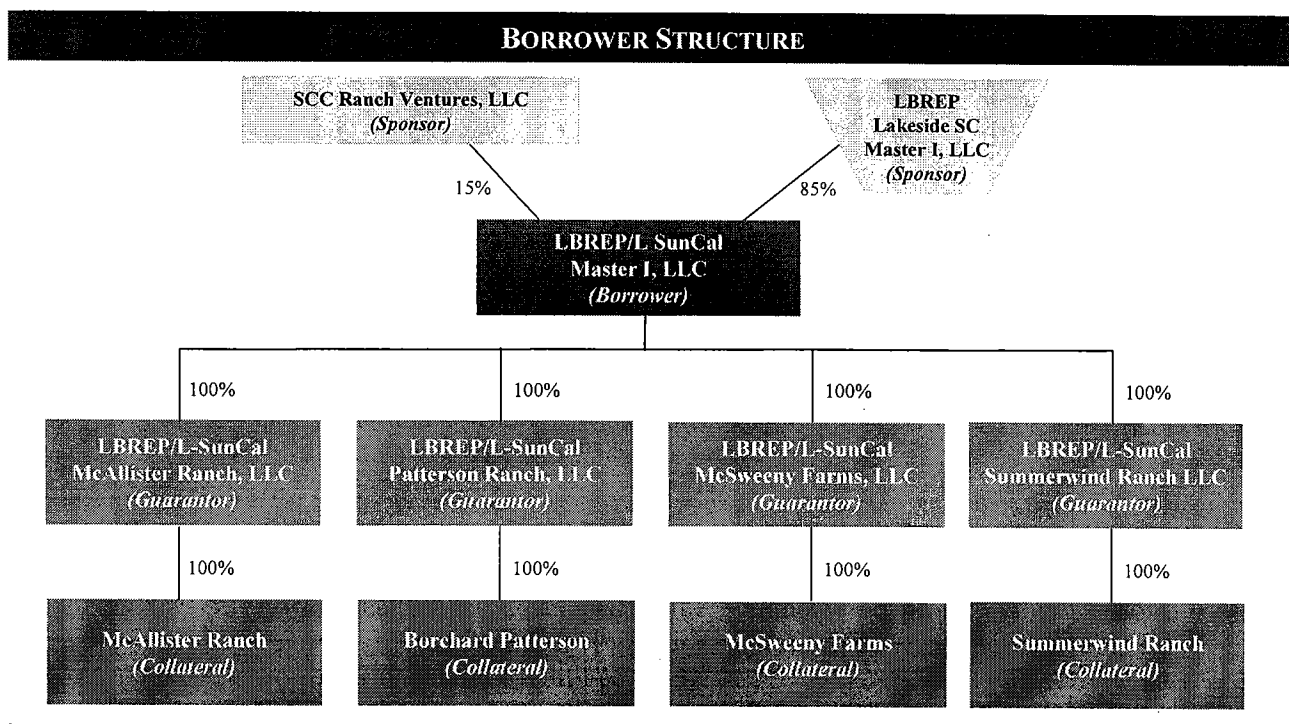 BORROWER STRUCTURE
SCC Ranch Ventures, LLC
(Sponsor)
LBREP
Lakeside SC
Master I, LLC
(Sponsor)
15%
85%
LBREP/L SunCal
Master I, LLC
(Borrower)
100%
100%
100%
100%
LBREP/L-SunCal
McAllister Ranch, LLC
(Guarantor)
LBREP/L-SunCal
Patterson Ranch, LLC
(Guarantor)
LBREP/L-SunCal
McSweeny Farms, LLC
(Guarantor)
LBREP/L-SunCal
Summerwind Ranch LLC
(Guarantor)
100%
100%
100%
100%
McAllister Ranch
(Collateral)
Borchard Patterson
(Collateral)
McSweeny Farms
(Collateral)
Summerwind Ranch
(Collateral)